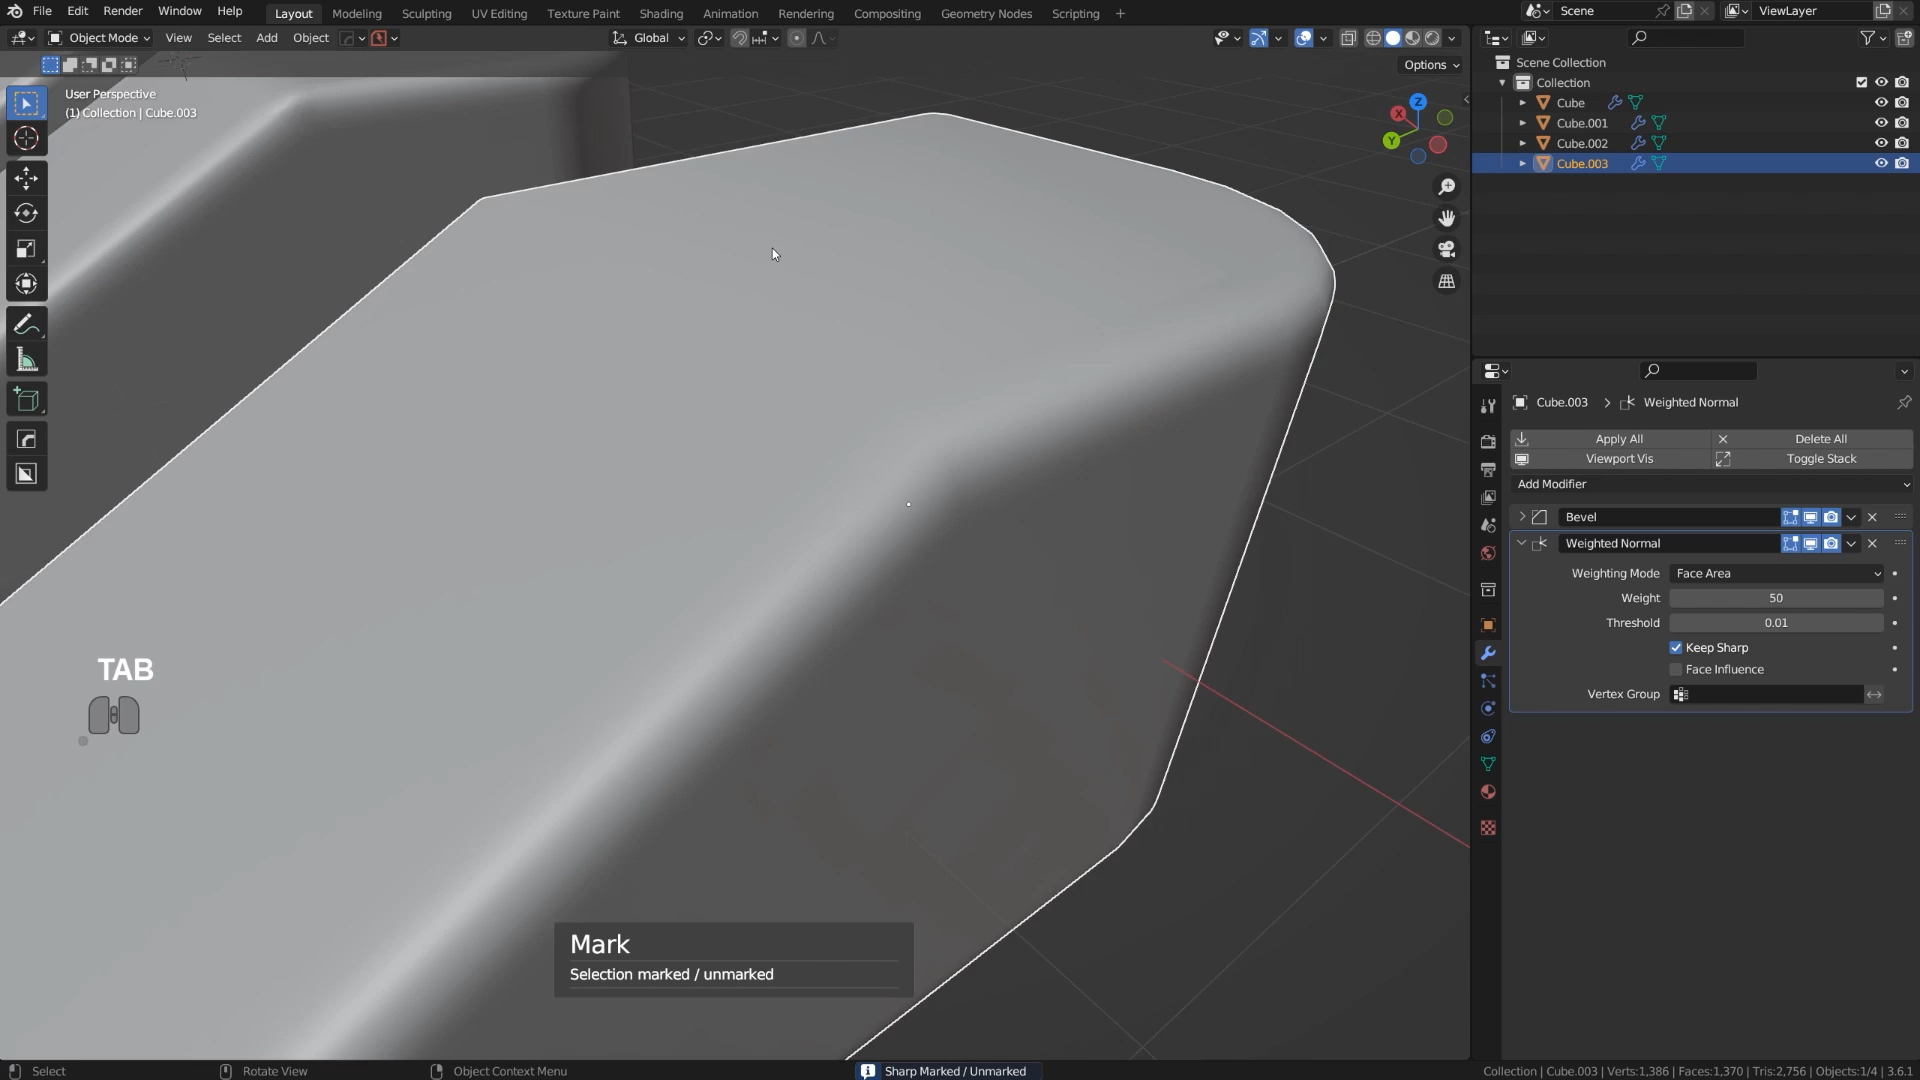 File Edit Render Window Help Layout Modeling Sculpting UV Editing Texture Paint Shading Animation Rendering Compositing Geometry Nodes Scripting + Scene ViewLayer
Object Mode View Select Add Object Global
Options
User Perspective
(1) Collection | Cube.003
X
Y
Z
Scene Collection
Collection
Cube
Cube.001
Cube.002
Cube.003
Cube.003 > Weighted Normal
Apply All Delete All
Viewport Vis Toggle Stack
Add Modifier
Bevel
Weighted Normal
Weighting Mode Face Area
Weight 50
Threshold 0.01
Keep Sharp
Face Influence
Vertex Group
TAB
Mark
Selection marked / unmarked
Select Rotate View Object Context Menu Sharp Marked / Unmarked Collection | Cube.003 | Verts:1,386 | Faces:1,370 | Tris:2,756 | Objects:1/4 | 3.6.1